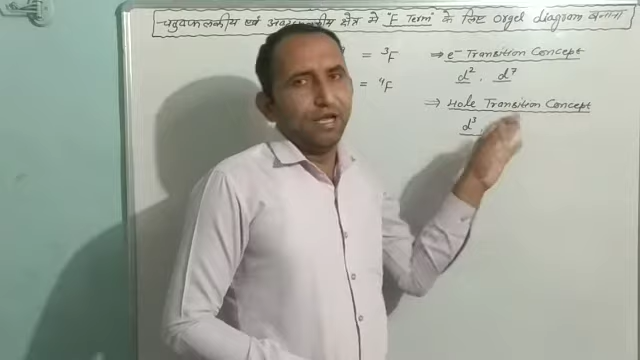 चतुष्फलकीय एवं अष्टफलकीय क्षेत्र में "F Term" के लिए orgel diagram बनाना
= ³F ⇒ e⁻ Transition Concept
d², d⁷
= ⁴F ⇒ Hole Transition Concept
d³,